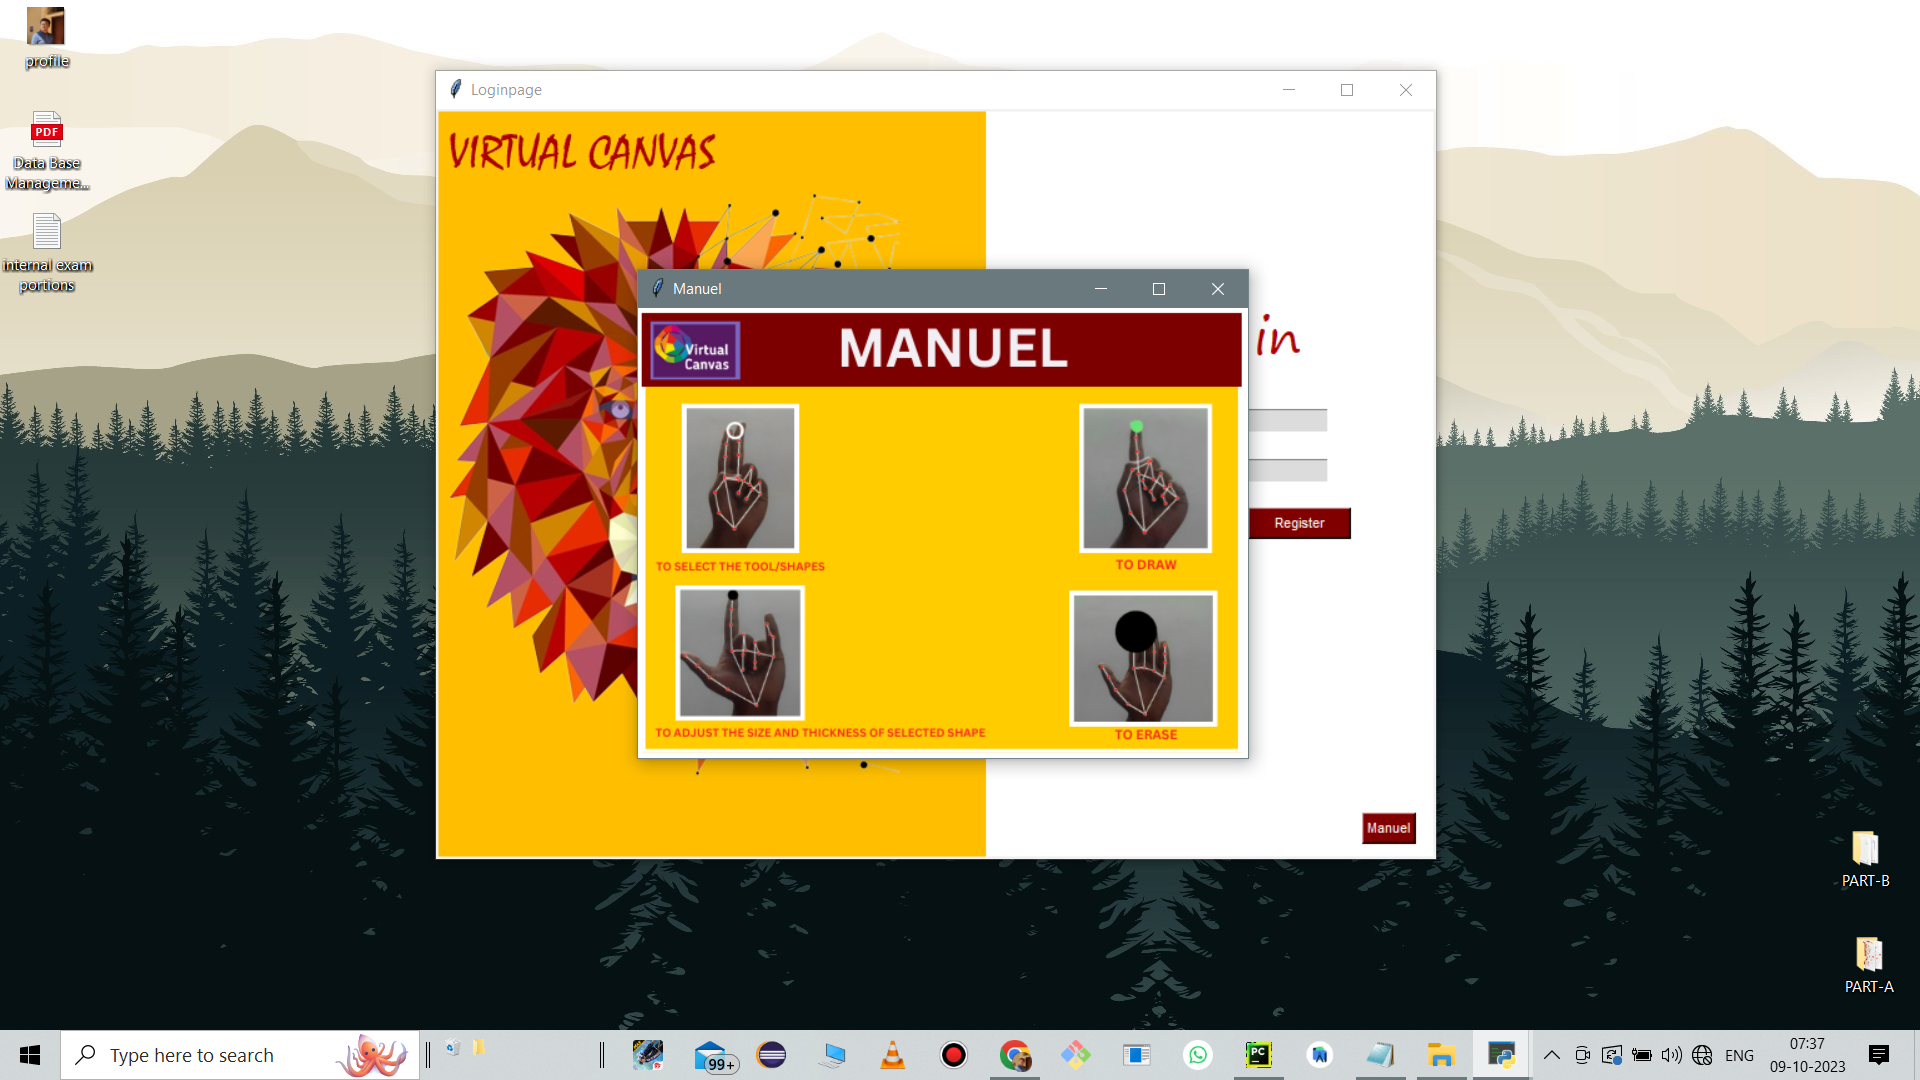 profile
PDF
Data Base
Manageme...
internal exam
portions
Loginpage
VIRTUAL CANVAS
in
Register
Manuel
Manuel
Virtual
Canvas
MANUEL
TO SELECT THE TOOL/SHAPES
TO DRAW
TO ADJUST THE SIZE AND THICKNESS OF SELECTED SHAPE
TO ERASE
PART-B
PART-A
Type here to search
99+
PC
ENG
07:37
09-10-2023